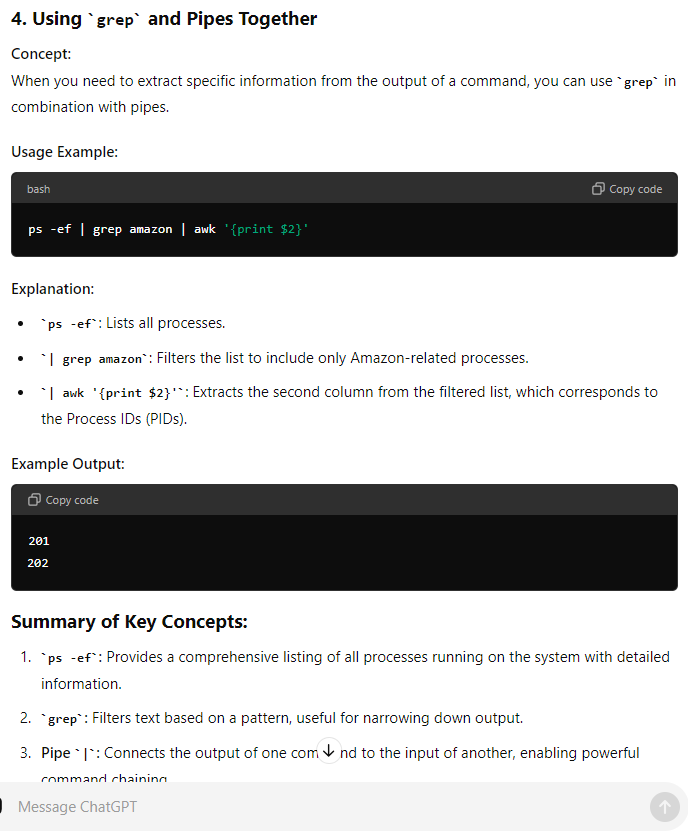 4. Using `grep` and Pipes Together
Concept:
When you need to extract specific information from the output of a command, you can use `grep` in
combination with pipes.
Usage Example:
bash
Copy code
ps -ef | grep amazon | awk '{print $2}'
Explanation:
• `ps -ef`: Lists all processes.
• `| grep amazon`: Filters the list to include only Amazon-related processes.
• `| awk '{print $2}'`: Extracts the second column from the filtered list, which corresponds to
the Process IDs (PIDs).
Example Output:
Copy code
201
202
Summary of Key Concepts:
1. `ps -ef`: Provides a comprehensive listing of all processes running on the system with detailed
information.
2. `grep`: Filters text based on a pattern, useful for narrowing down output.
3. Pipe `|`: Connects the output of one command to the input of another, enabling powerful
command chaining
Message ChatGPT